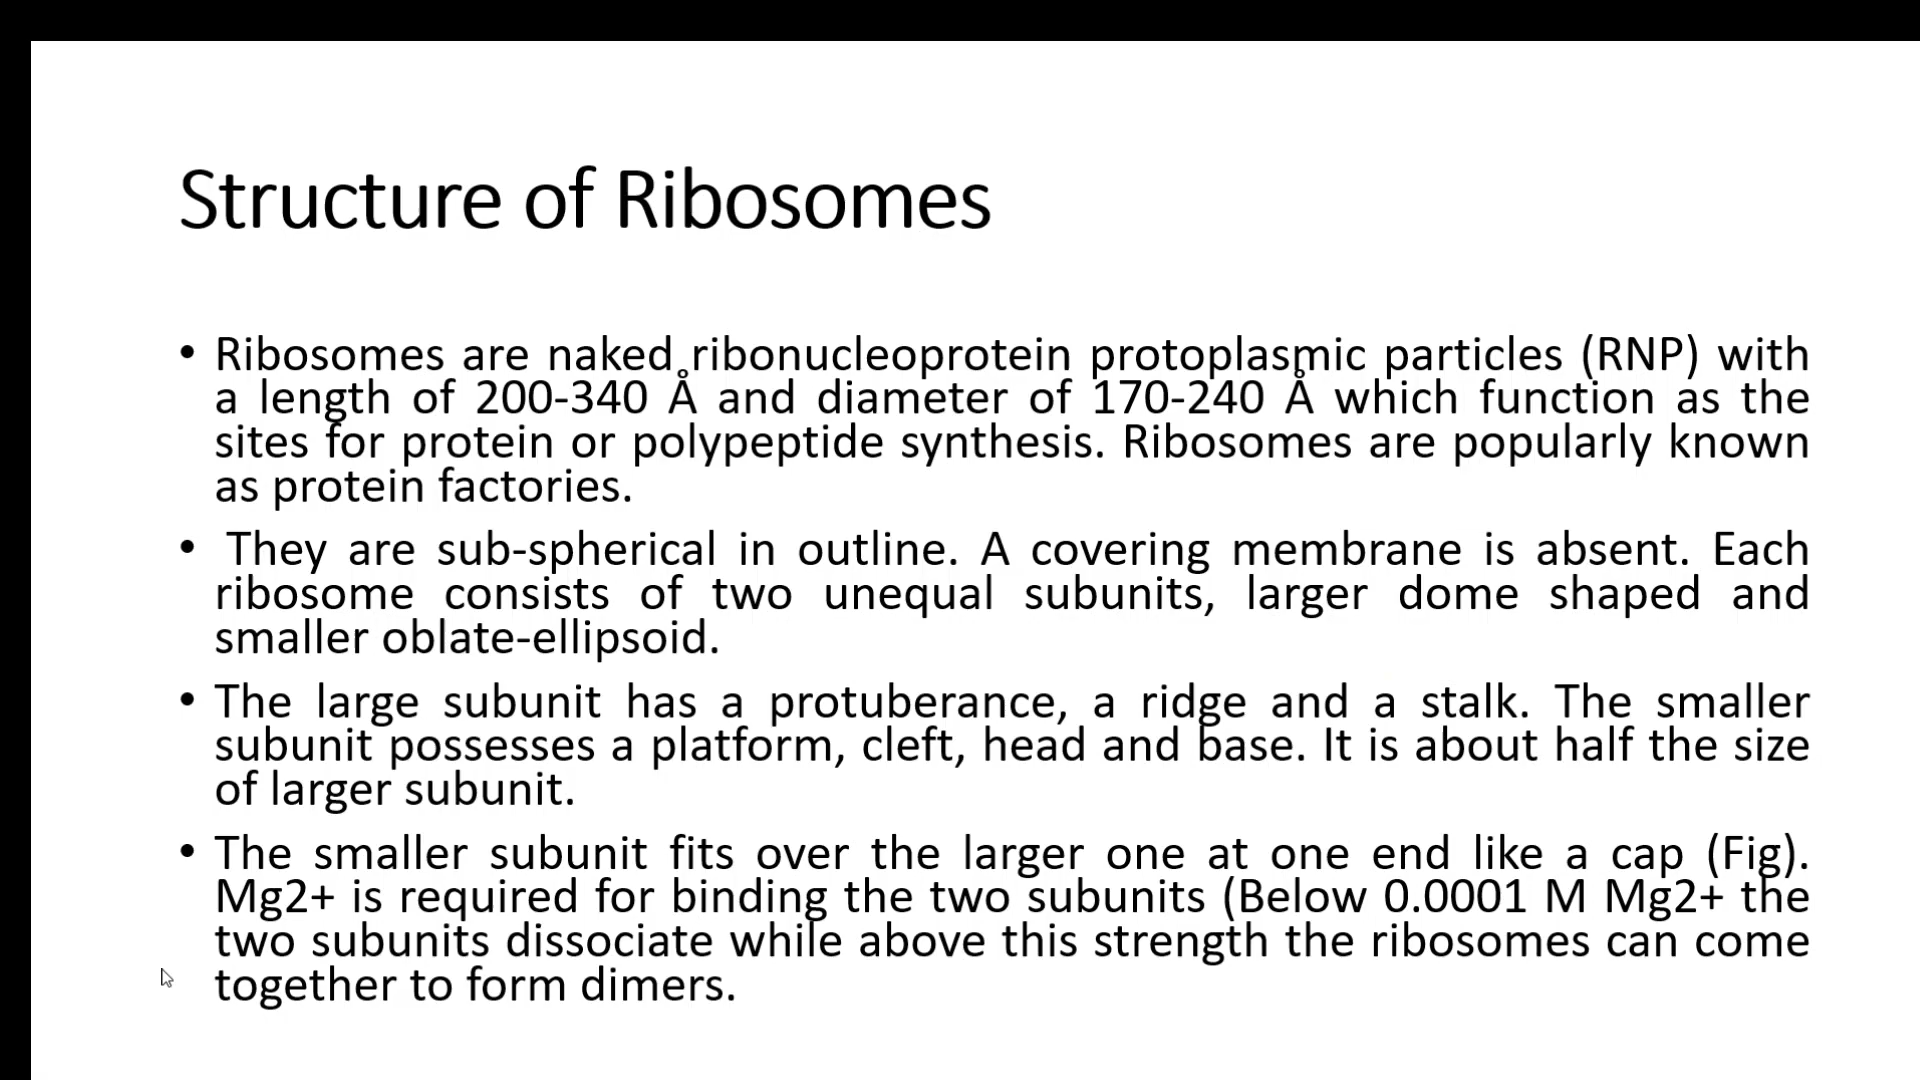 Structure of Ribosomes
• Ribosomes are naked ribonucleoprotein protoplasmic particles (RNP) with
a length of 200-340 Å and diameter of 170-240 Å which function as the
sites for protein or polypeptide synthesis. Ribosomes are popularly known
as protein factories.
• They are sub-spherical in outline. A covering membrane is absent. Each
ribosome consists of two unequal subunits, larger dome shaped and
smaller oblate-ellipsoid.
• The large subunit has a protuberance, a ridge and a stalk. The smaller
subunit possesses a platform, cleft, head and base. It is about half the size
of larger subunit.
• The smaller subunit fits over the larger one at one end like a cap (Fig).
Mg2+ is required for binding the two subunits (Below 0.0001 M Mg2+ the
two subunits dissociate while above this strength the ribosomes can come
together to form dimers.